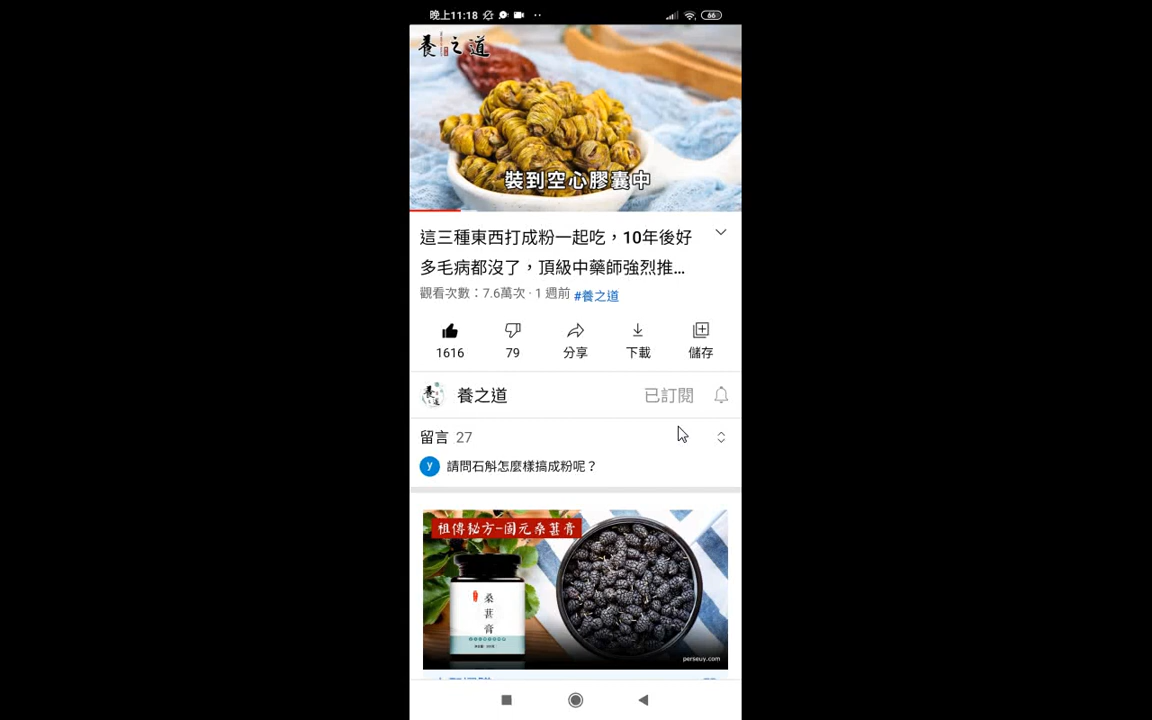 晚上11:18
66
養之道
裝到空心膠囊中
這三種東西打成粉一起吃，10年後好
多毛病都沒了，頂級中藥師強烈推...
觀看次數：7.6萬次 · 1 週前 #養之道
1616 79 分享 下載 儲存
養之道 已訂閱
留言 27
y 請問石斛怎麼樣搞成粉呢？
祖傳秘方-固元桑葚膏
桑葚膏
perseuy.com